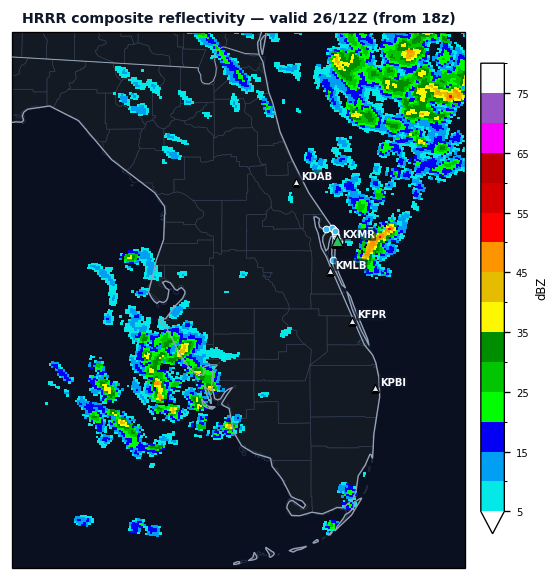 HRRR composite reflectivity — valid 26/12Z (from 18z)
75
65
55
45
35
25
15
5
dBZ
KDAB
KXMR
KMLB
KFPR
KPBI